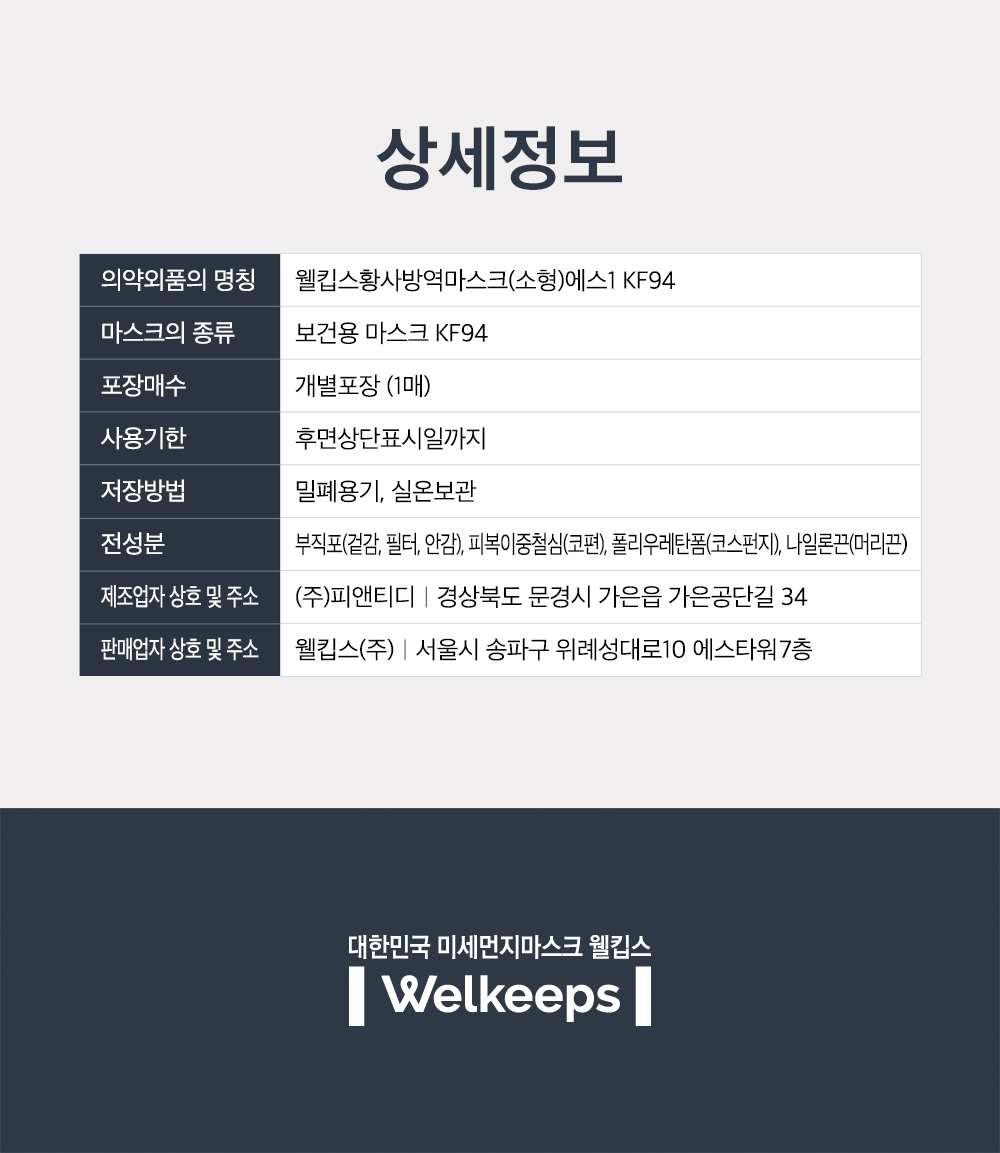 상세정보
의약외품의 명칭 웰킵스황사방역마스크(소형)에스1 KF94
마스크의 종류 보건용 마스크 KF94
포장매수 개별포장 (1매)
사용기한 후면상단표시일까지
저장방법 밀폐용기, 실온보관
전성분 부직포(겉감, 필터, 안감), 피복이중철심(코편), 폴리우레탄폼(코스펀지), 나일론끈(머리끈)
제조업자 상호 및 주소 (주)피앤티디 | 경상북도 문경시 가은읍 가은공단길 34
판매업자 상호 및 주소 웰킵스(주) | 서울시 송파구 위례성대로10 에스타워7층
대한민국 미세먼지마스크 웰킵스
Welkeeps